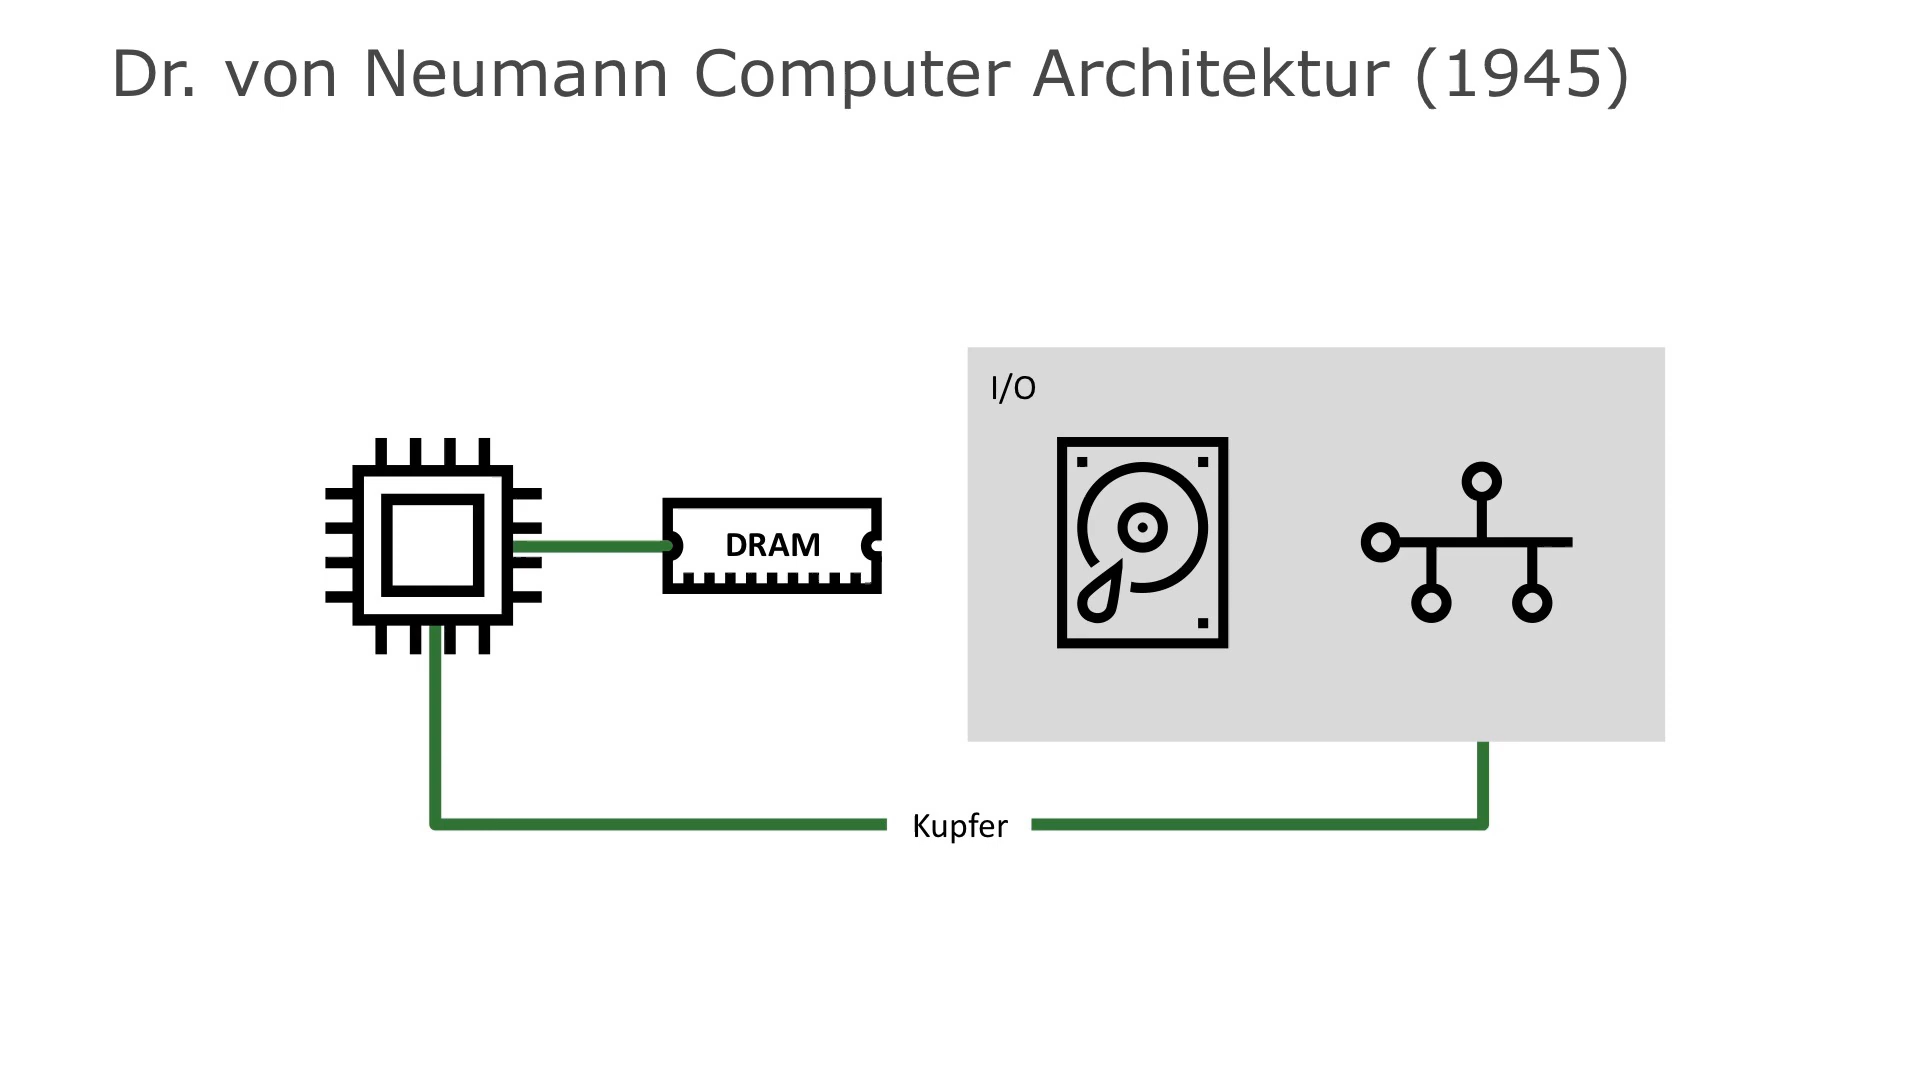 Dr. von Neumann Computer Architektur (1945)
I/O
DRAM
Kupfer